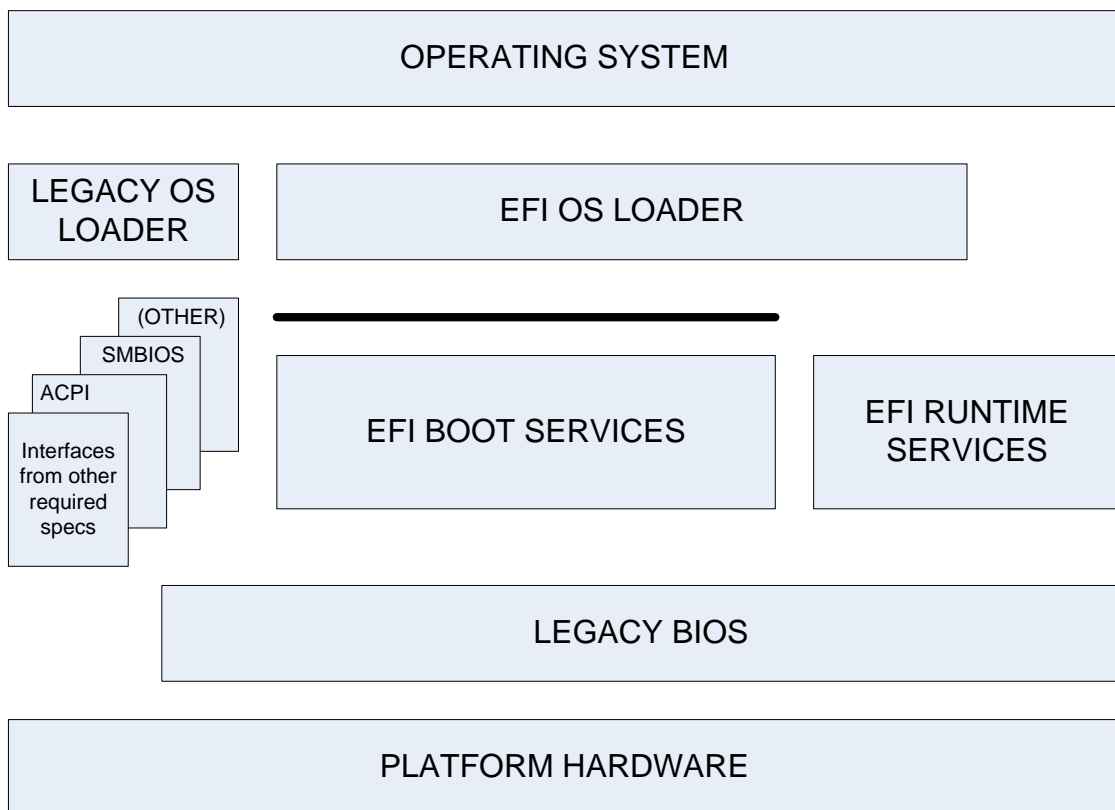 OPERATING SYSTEM
LEGACY OS
LOADER
EFI OS LOADER
(OTHER)
SMBIOS
ACPI
Interfaces
from other
required
specs
EFI BOOT SERVICES
EFI RUNTIME
SERVICES
LEGACY BIOS
PLATFORM HARDWARE